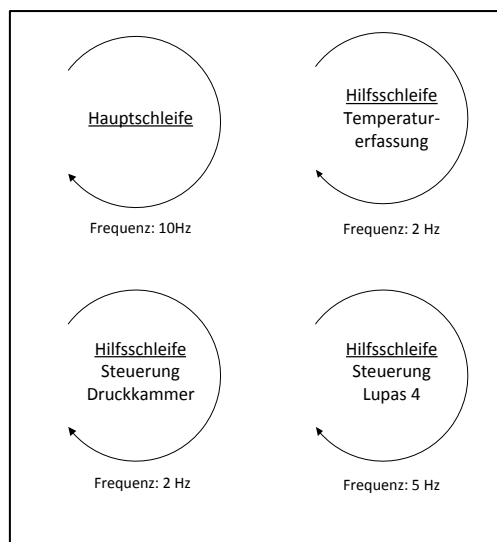 Hauptschleife
Frequenz: 10Hz
Hilfsschleife
Temperatur-
erfassung
Frequenz: 2 Hz
Hilfsschleife
Steuerung
Druckkammer
Frequenz: 2 Hz
Hilfsschleife
Steuerung
Lupas 4
Frequenz: 5 Hz